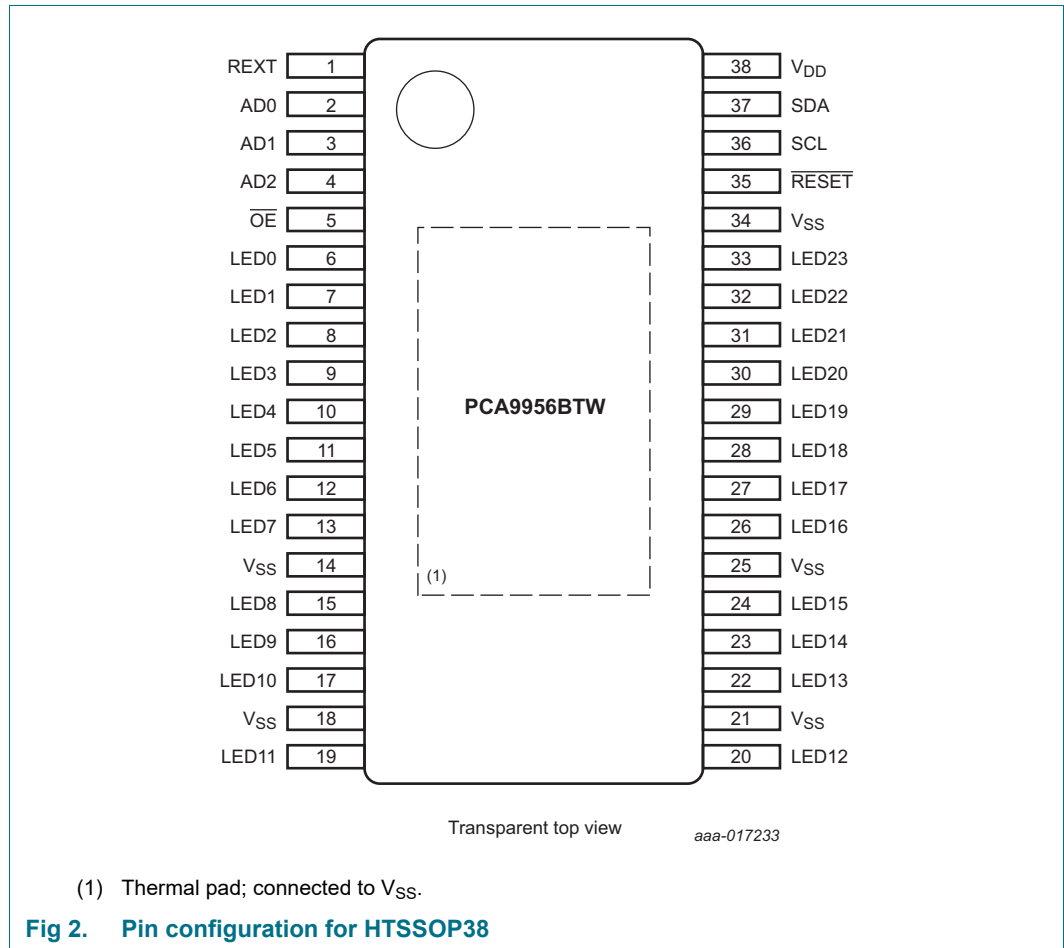 REXT 1 38 VDD
AD0 2 37 SDA
AD1 3 36 SCL
AD2 4 35 RESET
OE 5 34 VSS
LED0 6 33 LED23
LED1 7 32 LED22
LED2 8 31 LED21
LED3 9 30 LED20
PCA9956BTW
LED4 10 29 LED19
LED5 11 28 LED18
LED6 12 27 LED17
LED7 13 26 LED16
VSS 14 25 VSS
(1)
LED8 15 24 LED15
LED9 16 23 LED14
LED10 17 22 LED13
VSS 18 21 VSS
LED11 19 20 LED12
Transparent top view aaa-017233
(1) Thermal pad; connected to VSS.
Fig 2. Pin configuration for HTSSOP38